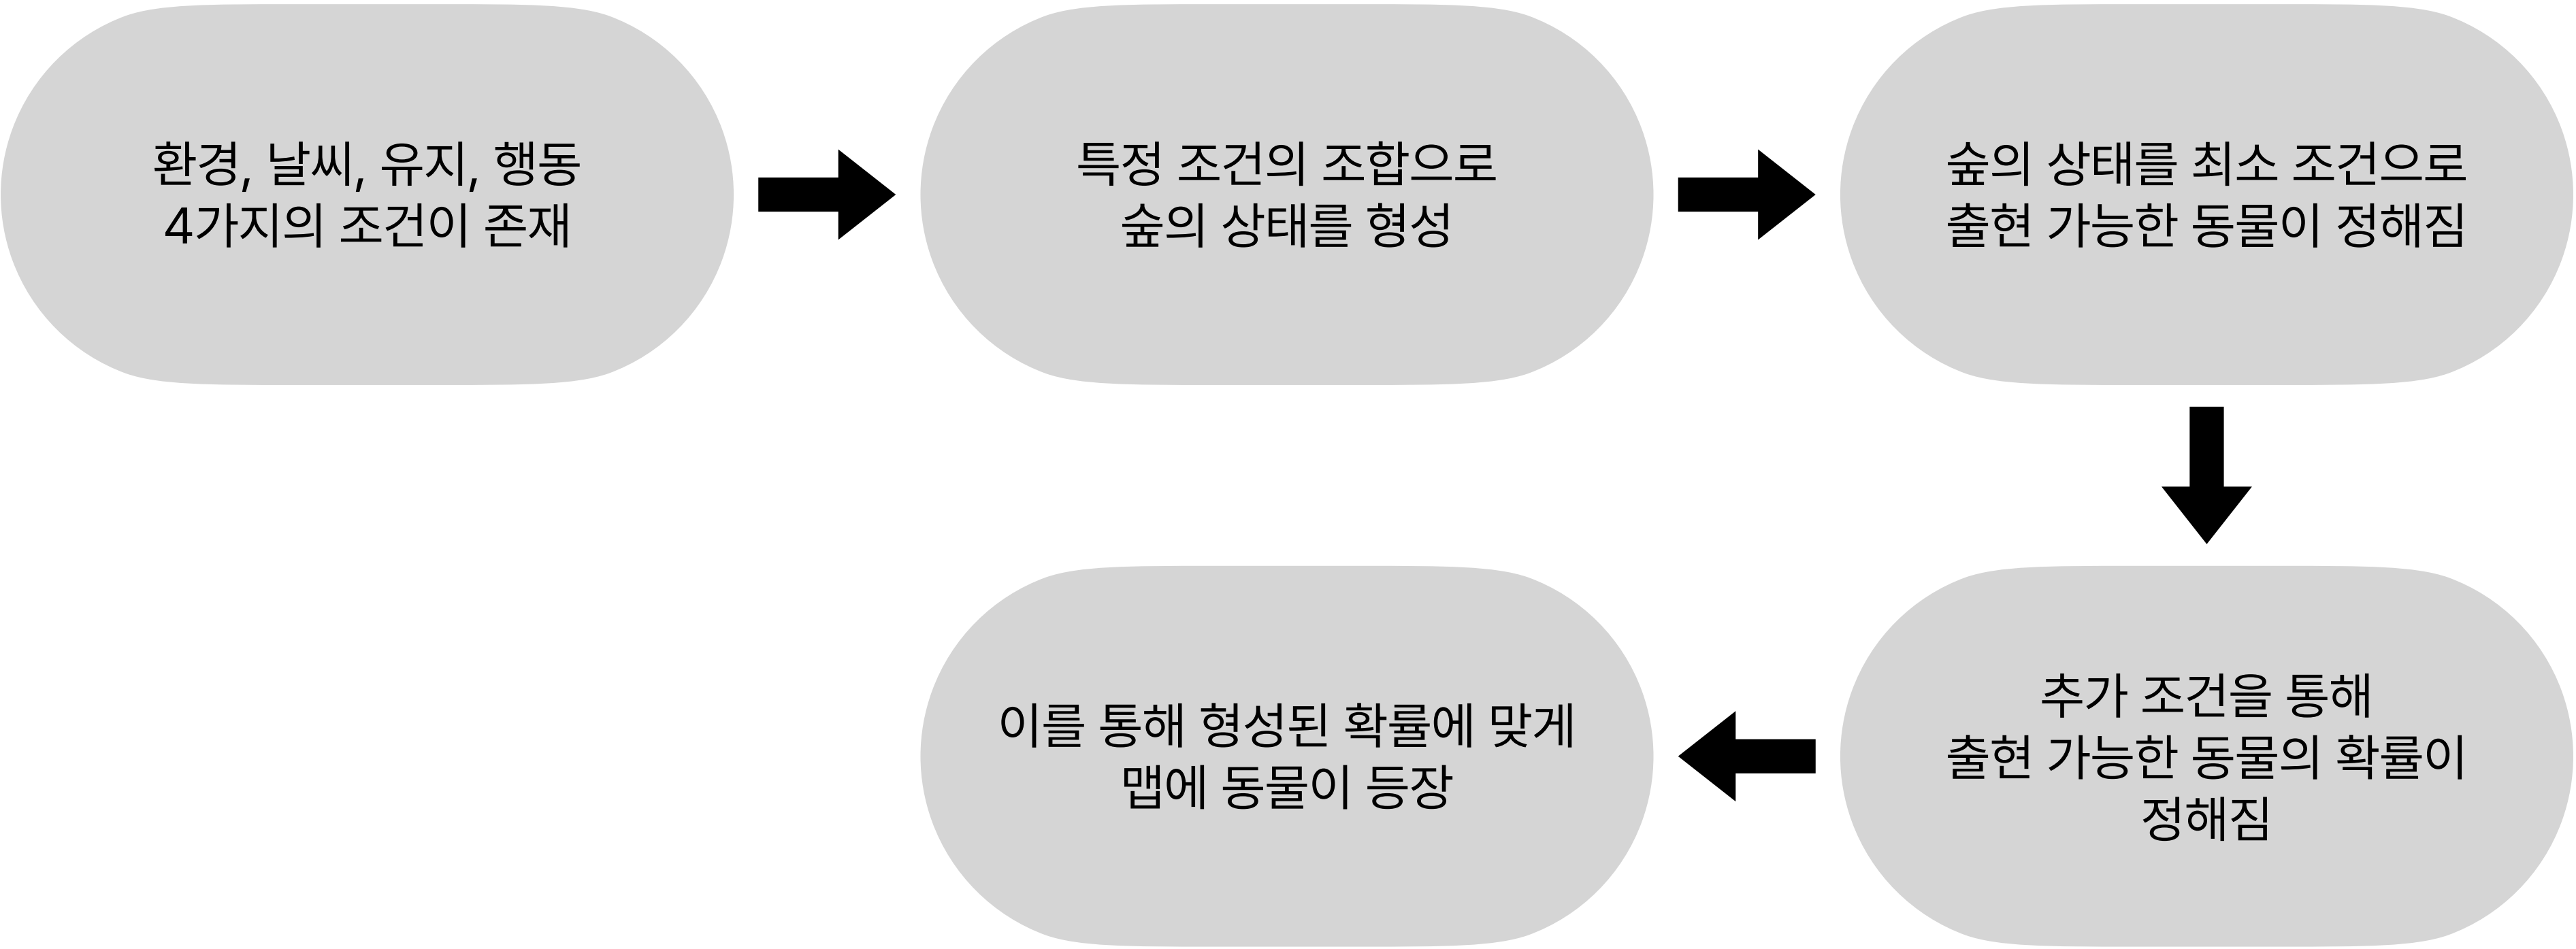 환경, 날씨, 유지, 행동
4가지의 조건이 존재
특정 조건의 조합으로
숲의 상태를 형성
숲의 상태를 최소 조건으로
출현 가능한 동물이 정해짐
추가 조건을 통해
출현 가능한 동물의 확률이
정해짐
이를 통해 형성된 확률에 맞게
맵에 동물이 등장